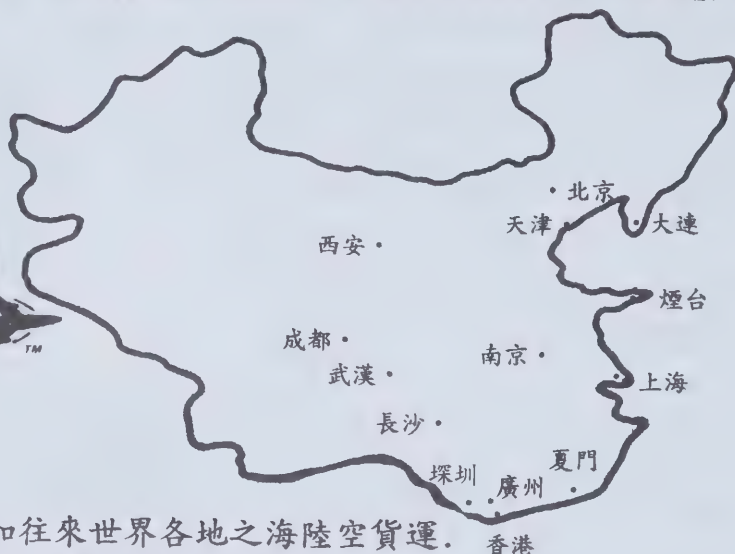 北京
天津
大連
西安
煙台
成都
南京
武漢
上海
長沙
夏門
深圳
廣州
往來世界各地之海陸空貨運.
香港
TM